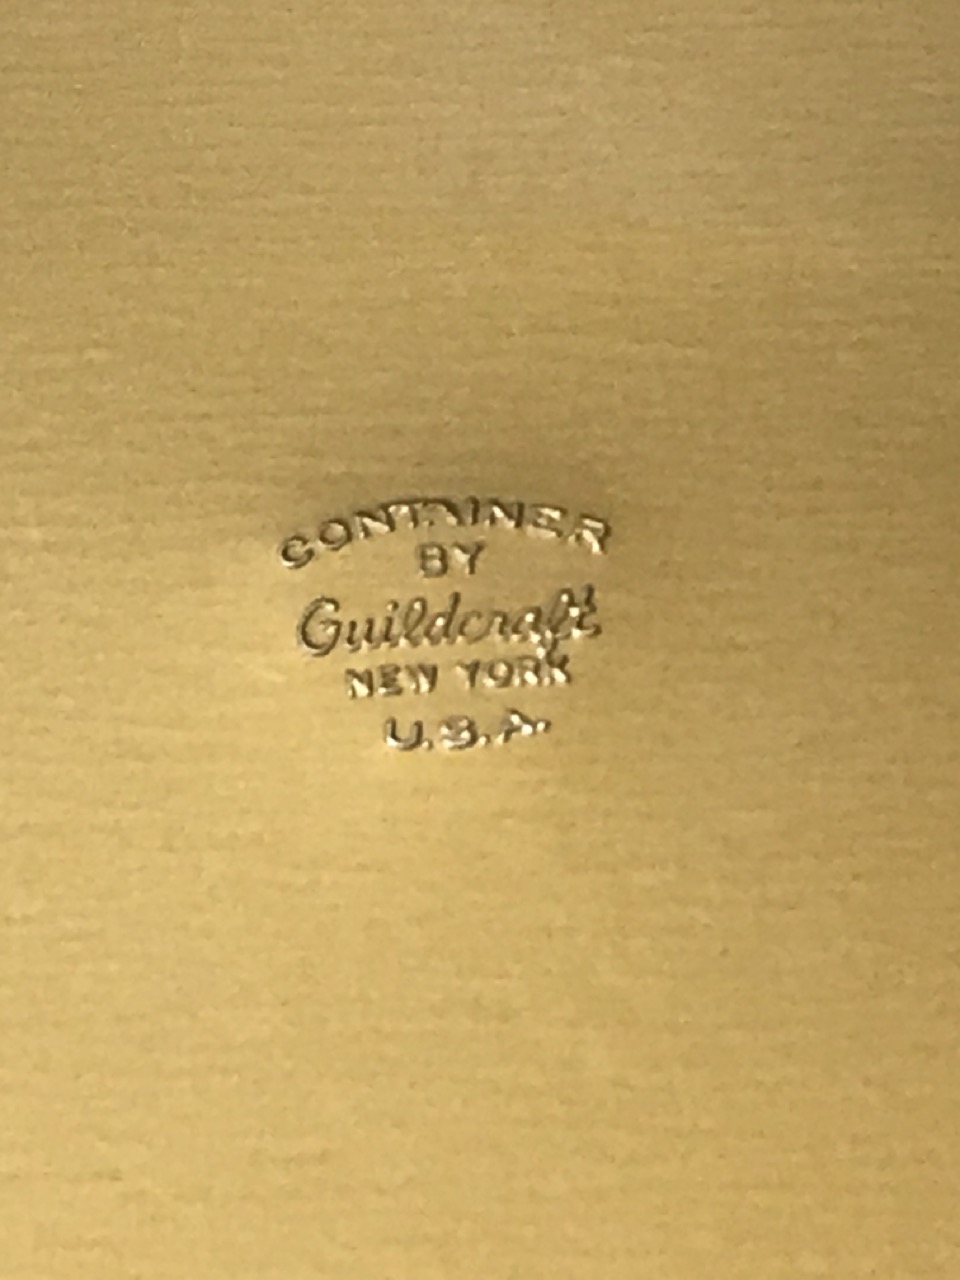 CONTAINER
BY
Guildcraft
NEW YORK
U.S.A.